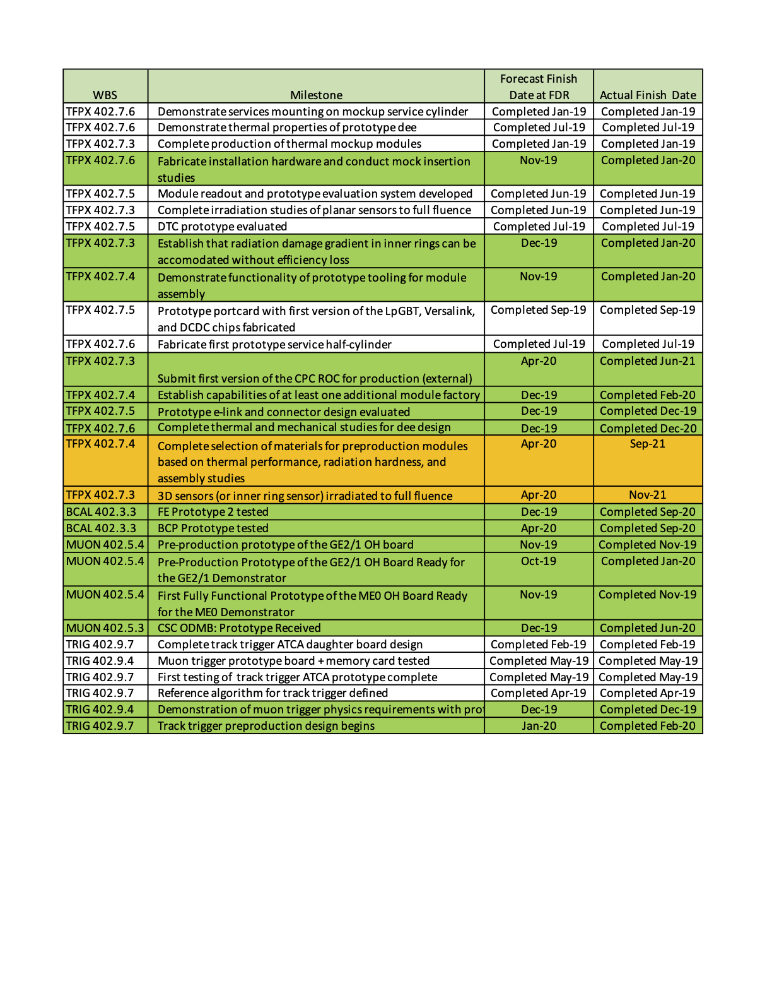 WBS Milestone Forecast Finish Date at FDR Actual Finish Date
TFPX 402.7.6 Demonstrate services mounting on mockup service cylinder Completed Jan-19 Completed Jan-19
TFPX 402.7.6 Demonstrate thermal properties of prototype dee Completed Jul-19 Completed Jul-19
TFPX 402.7.3 Complete production of thermal mockup modules Completed Jan-19 Completed Jan-19
TFPX 402.7.6 Fabricate installation hardware and conduct mock insertion Nov-19 Completed Jan-20
studies
TFPX 402.7.5 Module readout and prototype evaluation system developed Completed Jun-19 Completed Jun-19
TFPX 402.7.3 Complete irradiation studies of planar sensors to full fluence Completed Jun-19 Completed Jun-19
TFPX 402.7.5 DTC prototype evaluated Completed Jul-19 Completed Jul-19
TFPX 402.7.3 Establish that radiation damage gradient in inner rings can be Dec-19 Completed Jan-20
accomodated without efficiency loss
TFPX 402.7.4 Demonstrate functionality of prototype tooling for module Nov-19 Completed Jan-20
assembly
TFPX 402.7.5 Prototype portcard with first version of the LpGBT, Versalink, Completed Sep-19 Completed Sep-19
and DCDC chips fabricated
TFPX 402.7.6 Fabricate first prototype service half-cylinder Completed Jul-19 Completed Jul-19
TFPX 402.7.3 Apr-20 Completed Jun-21
Submit first version of the CPC ROC for production (external)
TFPX 402.7.4 Establish capabilities of at least one additional module factory Dec-19 Completed Feb-20
TFPX 402.7.5 Prototype e-link and connector design evaluated Dec-19 Completed Dec-19
TFPX 402.7.6 Complete thermal and mechanical studies for dee design Dec-19 Completed Dec-20
TFPX 402.7.4 Complete selection of materials for preproduction modules Apr-20 Sep-21
based on thermal performance, radiation hardness, and
assembly studies
TFPX 402.7.3 3D sensors (or inner ring sensor) irradiated to full fluence Apr-20 Nov-21
BCAL 402.3.3 FE Prototype 2 tested Dec-19 Completed Sep-20
BCAL 402.3.3 BCP Prototype tested Apr-20 Completed Sep-20
MUON 402.5.4 Pre-production prototype of the GE2/1 OH board Nov-19 Completed Nov-19
MUON 402.5.4 Pre-Production Prototype of the GE2/1 OH Board Ready for Oct-19 Completed Jan-20
the GE2/1 Demonstrator
MUON 402.5.4 First Fully Functional Prototype of the ME0 OH Board Ready Nov-19 Completed Nov-19
for the ME0 Demonstrator
MUON 402.5.3 CSC ODMB: Prototype Received Dec-19 Completed Jun-20
TRIG 402.9.7 Complete track trigger ATCA daughter board design Completed Feb-19 Completed Feb-19
TRIG 402.9.4 Muon trigger prototype board + memory card tested Completed May-19 Completed May-19
TRIG 402.9.7 First testing of track trigger ATCA prototype complete Completed May-19 Completed May-19
TRIG 402.9.7 Reference algorithm for track trigger defined Completed Apr-19 Completed Apr-19
TRIG 402.9.4 Demonstration of muon trigger physics requirements with Dec-19 Completed Dec-19
TRIG 402.9.7 Track trigger preproduction design begins Jan-20 Completed Feb-20